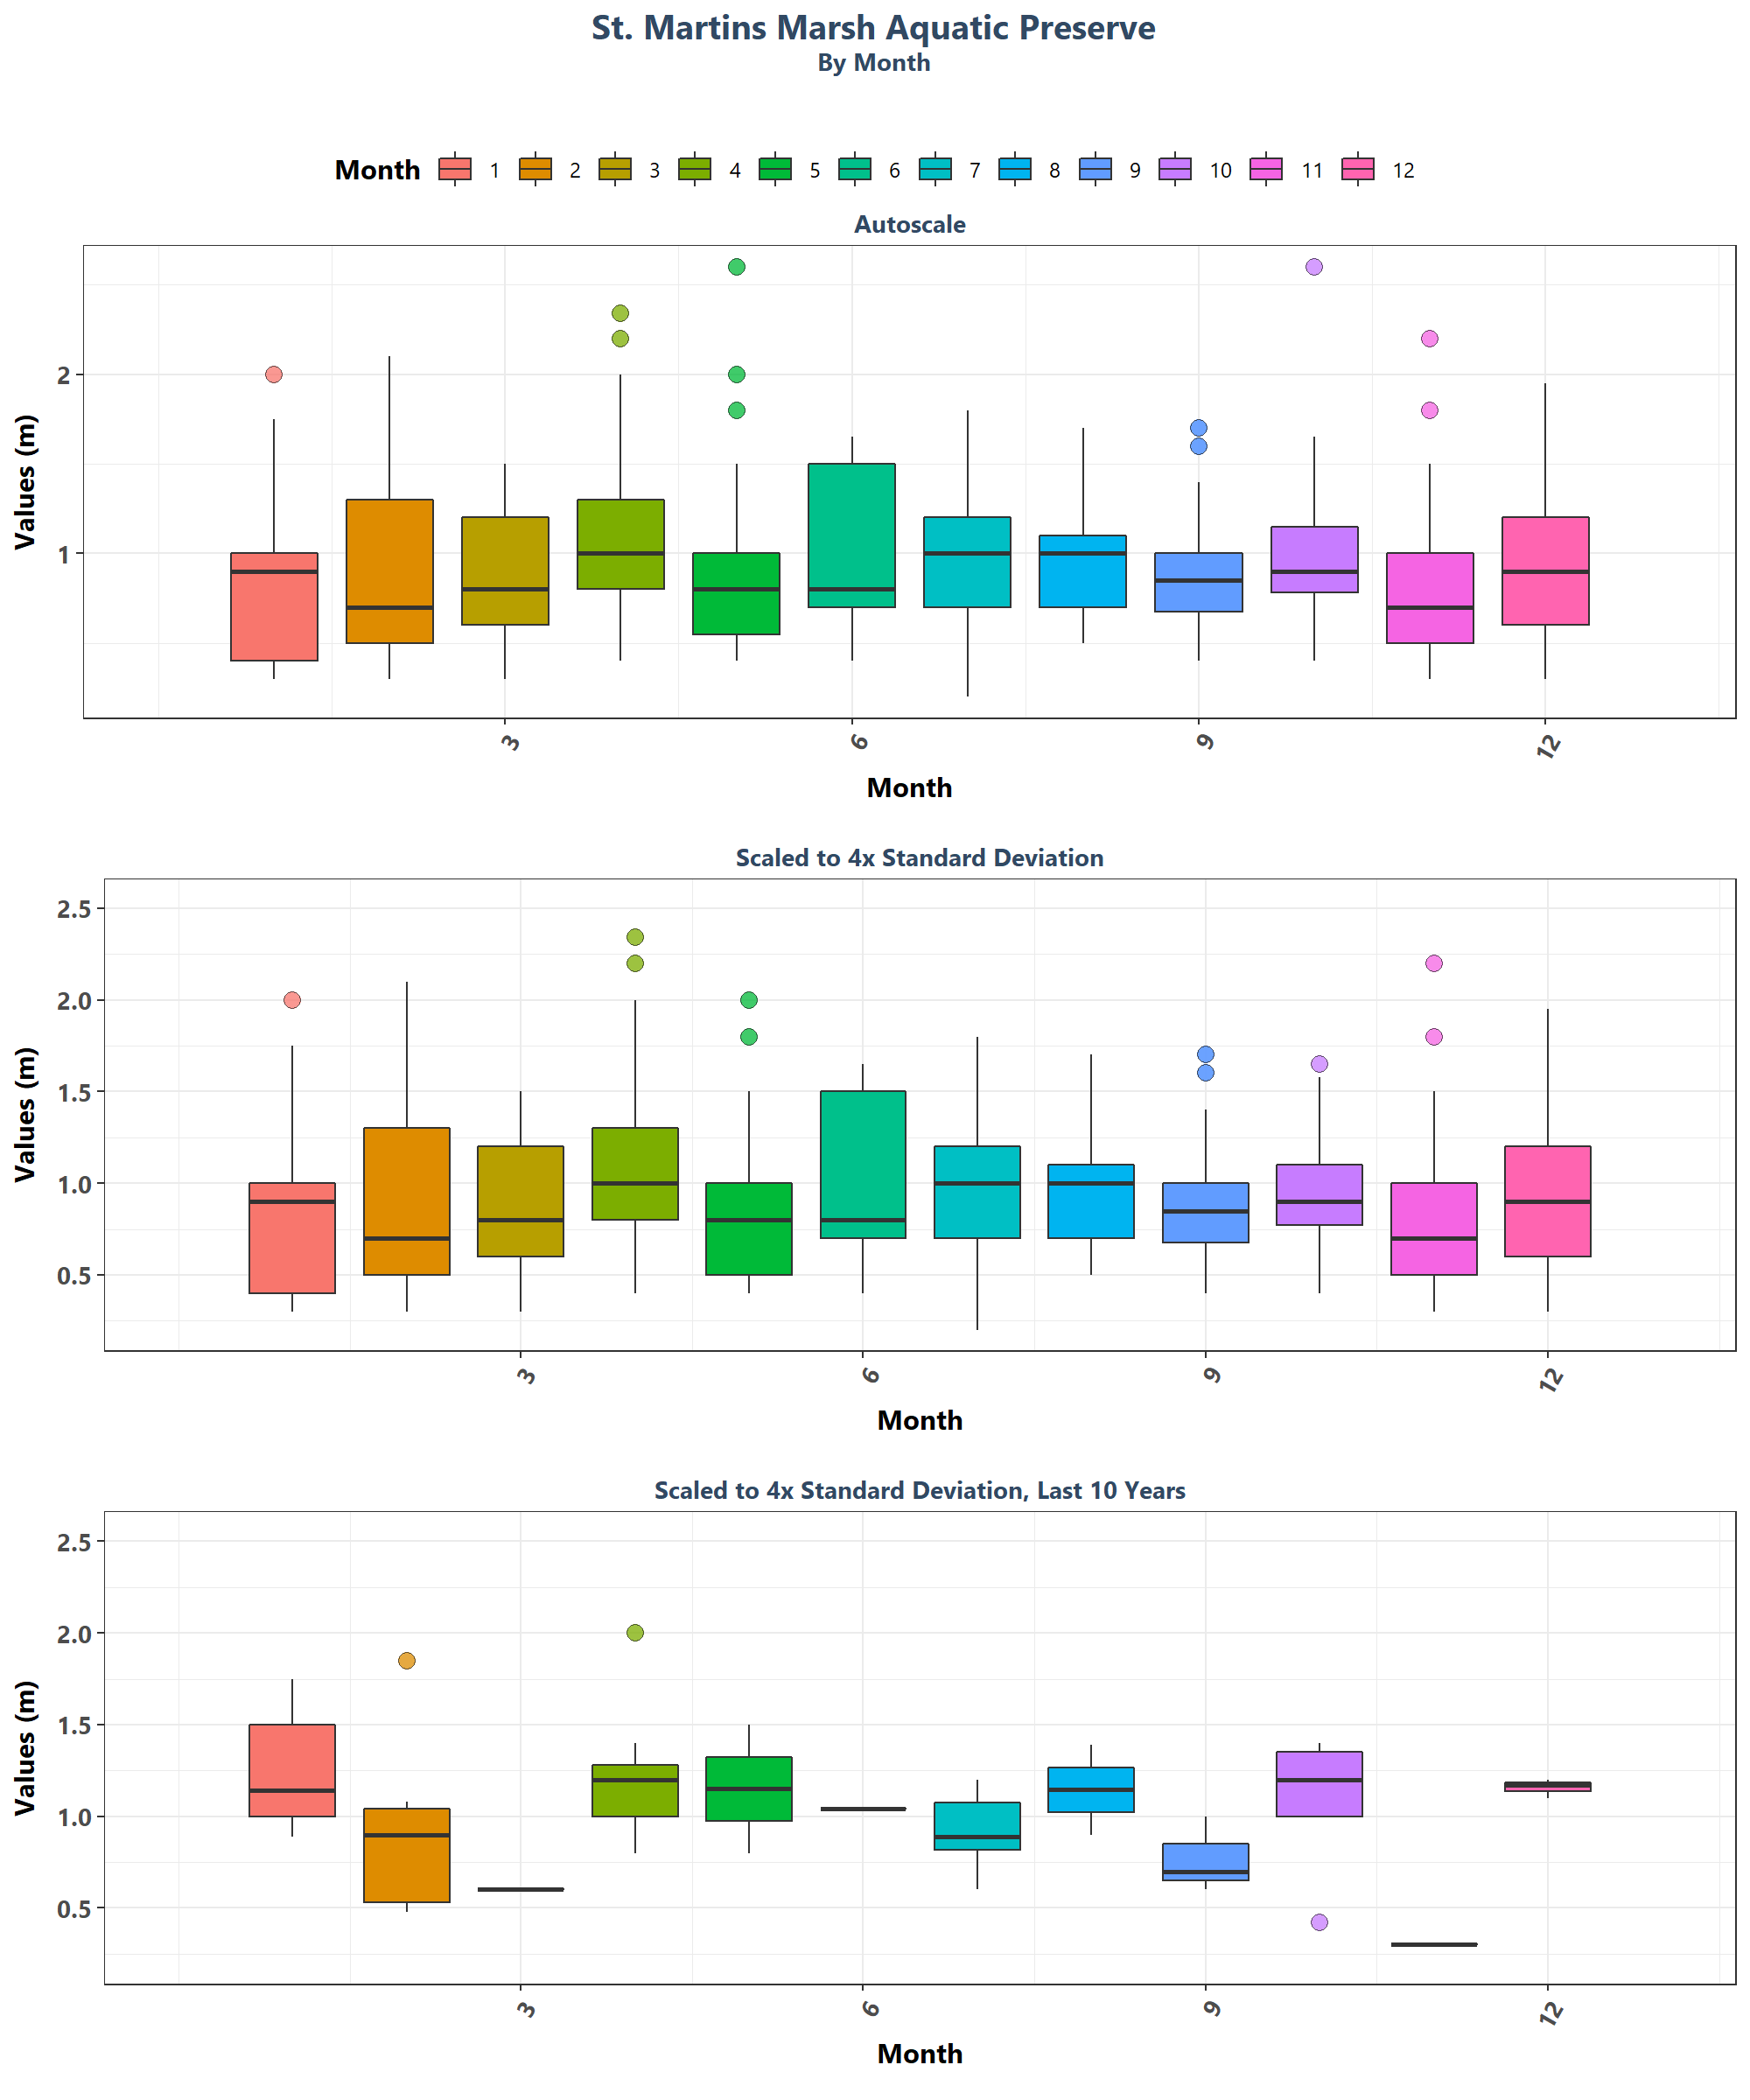 St. Martins Marsh Aquatic Preserve
By Month
Month 1 2 3 4 5 6 7 8 9 10 11 12
Autoscale
Values (m)
2
1
3 6 9 12
Month
Scaled to 4x Standard Deviation
Values (m)
2.5
2.0
1.5
1.0
0.5
3 6 9 12
Month
Scaled to 4x Standard Deviation, Last 10 Years
Values (m)
2.5
2.0
1.5
1.0
0.5
3 6 9 12
Month